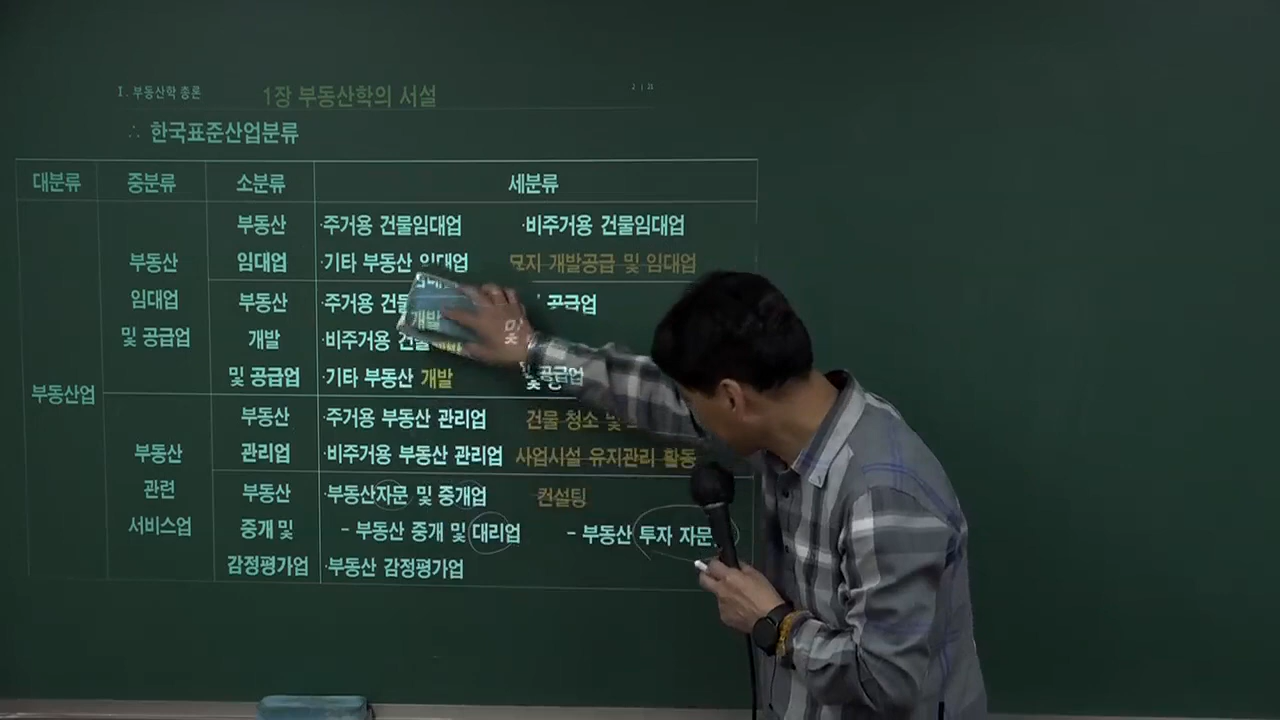 Ⅰ. 부동산학 총론
1장 부동산학의 서설
2 | 21
∴ 한국표준산업분류
대분류 중분류 소분류 세분류
부동산 ·주거용 건물임대업 ·비주거용 건물임대업
부동산 임대업 ·기타 부동산 임대업 묘지 개발공급 및 임대업
임대업 부동산 ·주거용 건물 개발 공급업
및 공급업 개발 ·비주거용 건물
및 공급업 ·기타 부동산 개발 및 공급업
부동산업
부동산 ·주거용 부동산 관리업 건물 청소 및
부동산 관리업 ·비주거용 부동산 관리업 사업시설 유지관리 활동
관련 부동산 ·부동산자문 및 중개업 컨설팅
서비스업 중개 및 - 부동산 중개 및 대리업 - 부동산 투자 자문
감정평가업 ·부동산 감정평가업